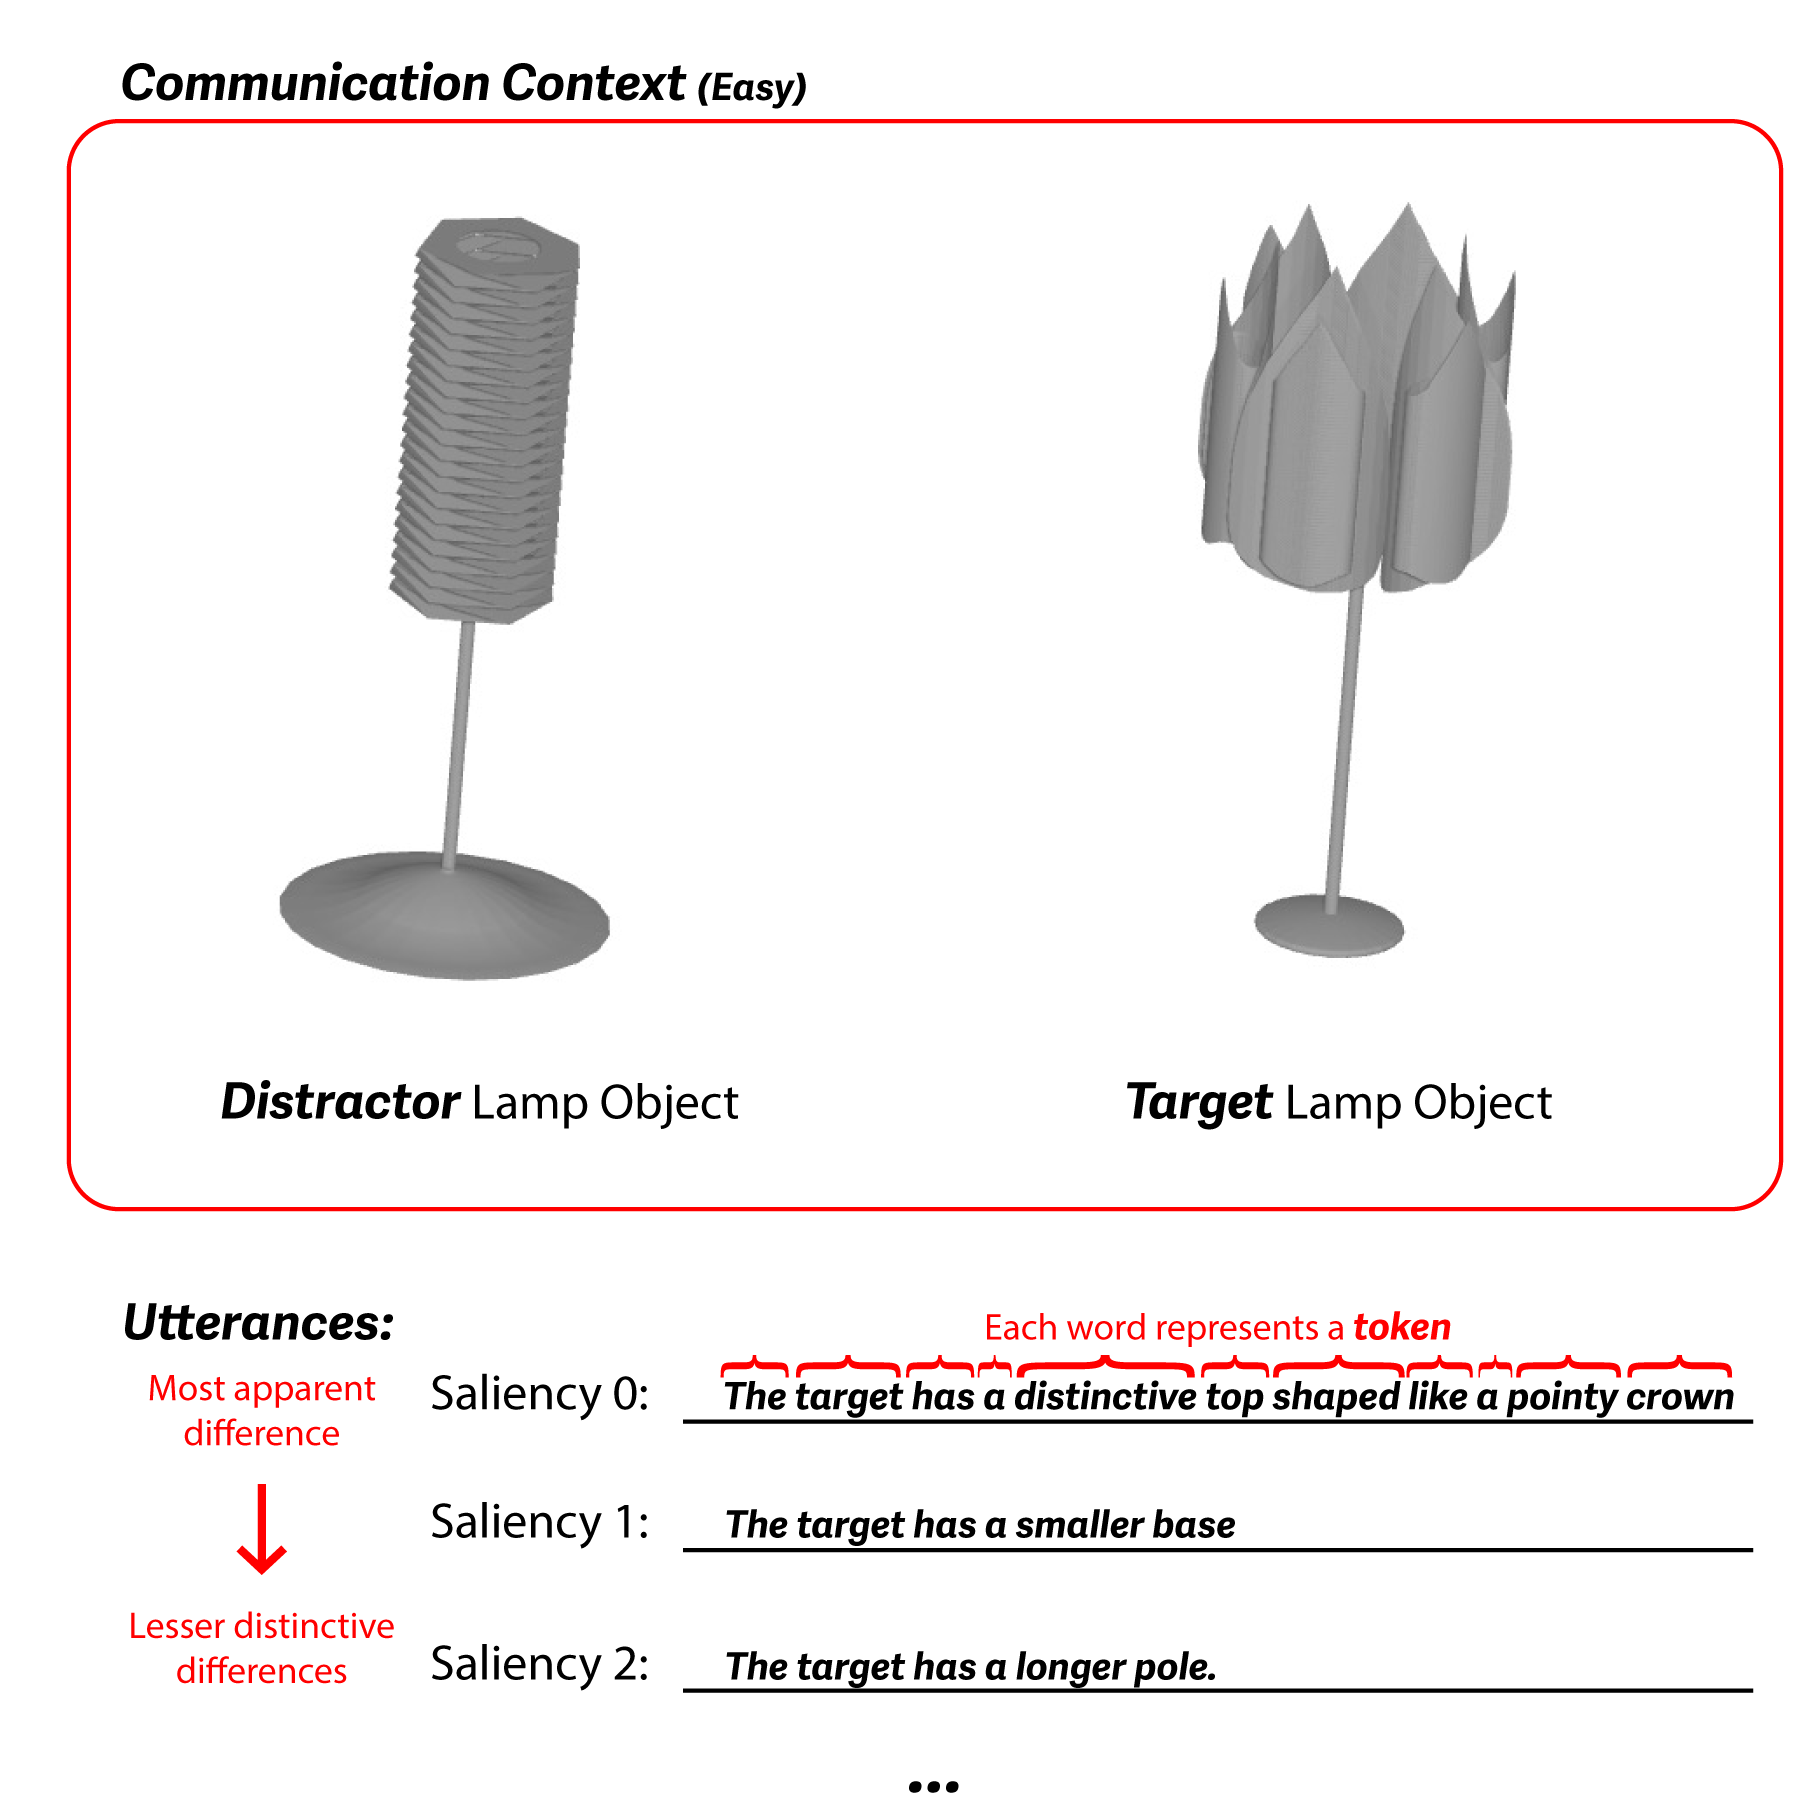 Communication Context (Easy)
Distractor Lamp Object
Target Lamp Object
Utterances:
Each word represents a token
Most apparent
difference
Saliency 0: The target has a distinctive top shaped like a pointy crown
Saliency 1: The target has a smaller base
Lesser distinctive
differences
Saliency 2: The target has a longer pole.
...